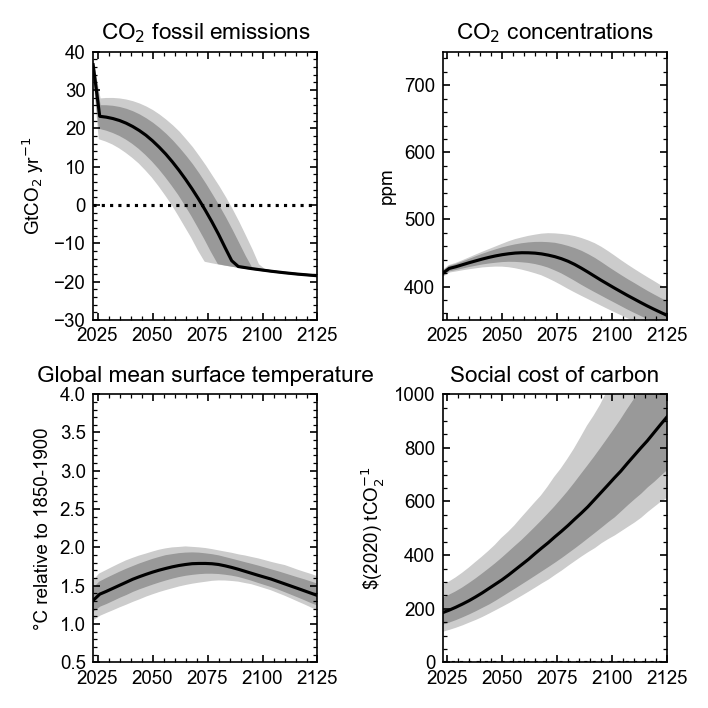 CO₂ fossil emissions
40
30
20
10
0
−10
−20
−30
GtCO₂ yr⁻¹
2025 2050 2075 2100 2125
CO₂ concentrations
700
600
500
400
ppm
2025 2050 2075 2100 2125
Global mean surface temperature
4.0
3.5
3.0
2.5
2.0
1.5
1.0
0.5
°C relative to 1850-1900
2025 2050 2075 2100 2125
Social cost of carbon
1000
800
600
400
200
0
$(2020) tCO₂⁻¹
2025 2050 2075 2100 2125